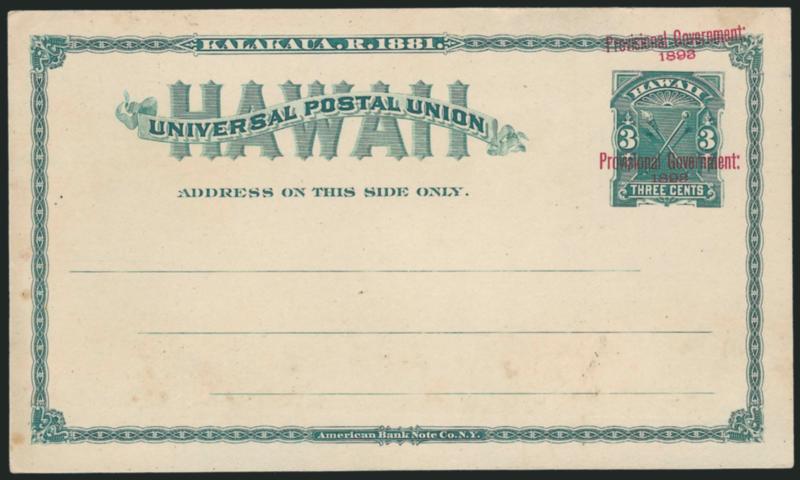 KALAKAUA.R.1881.
Provisional Government:
1893
HAWAII
UNIVERSAL POSTAL UNION
HAWAII
3 3
Provisional Government:
1893
THREE CENTS
ADDRESS ON THIS SIDE ONLY.
American Bank Note Co. N.Y.